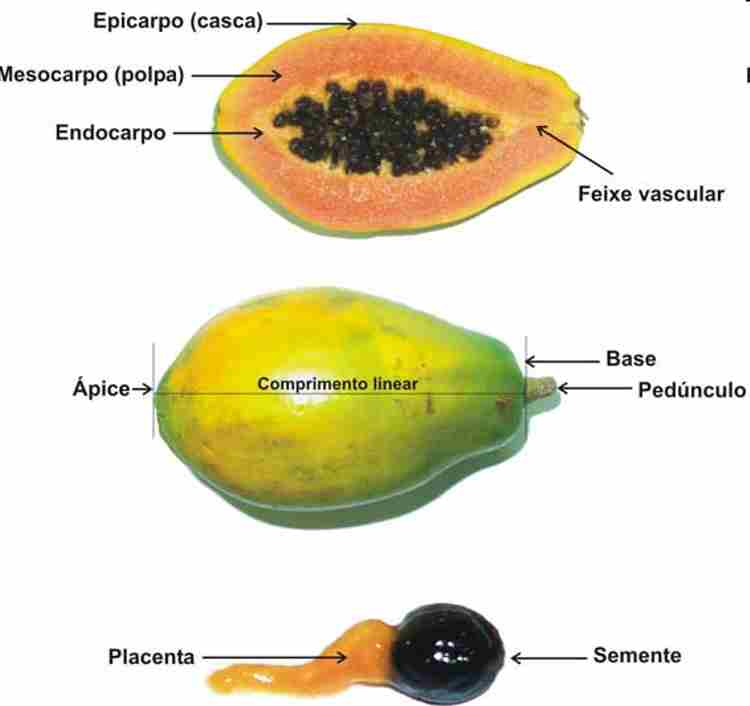 Epicarpo (casca)
Mesocarpo (polpa)
Endocarpo
Feixe vascular
Base
Ápice
Comprimento linear
Pedúnculo
Placenta
Semente